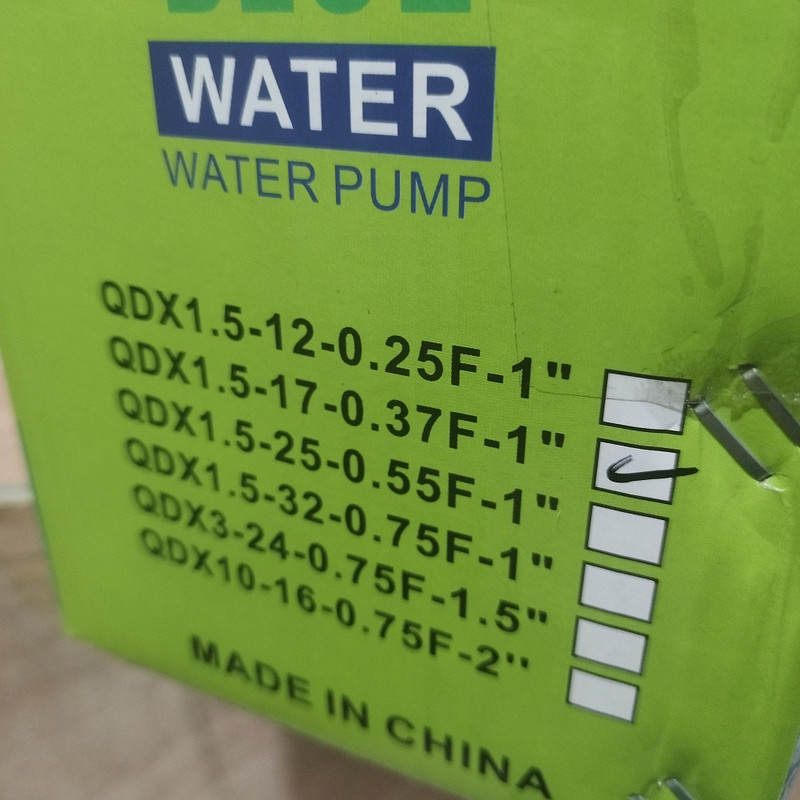 WATER
WATER PUMP
QDX1.5-12-0.25F-1"
QDX1.5-17-0.37F-1"
QDX1.5-25-0.55F-1"
QDX1.5-32-0.75F-1"
QDX3-24-0.75F-1.5"
QDX10-16-0.75F-2"
MADE IN CHINA